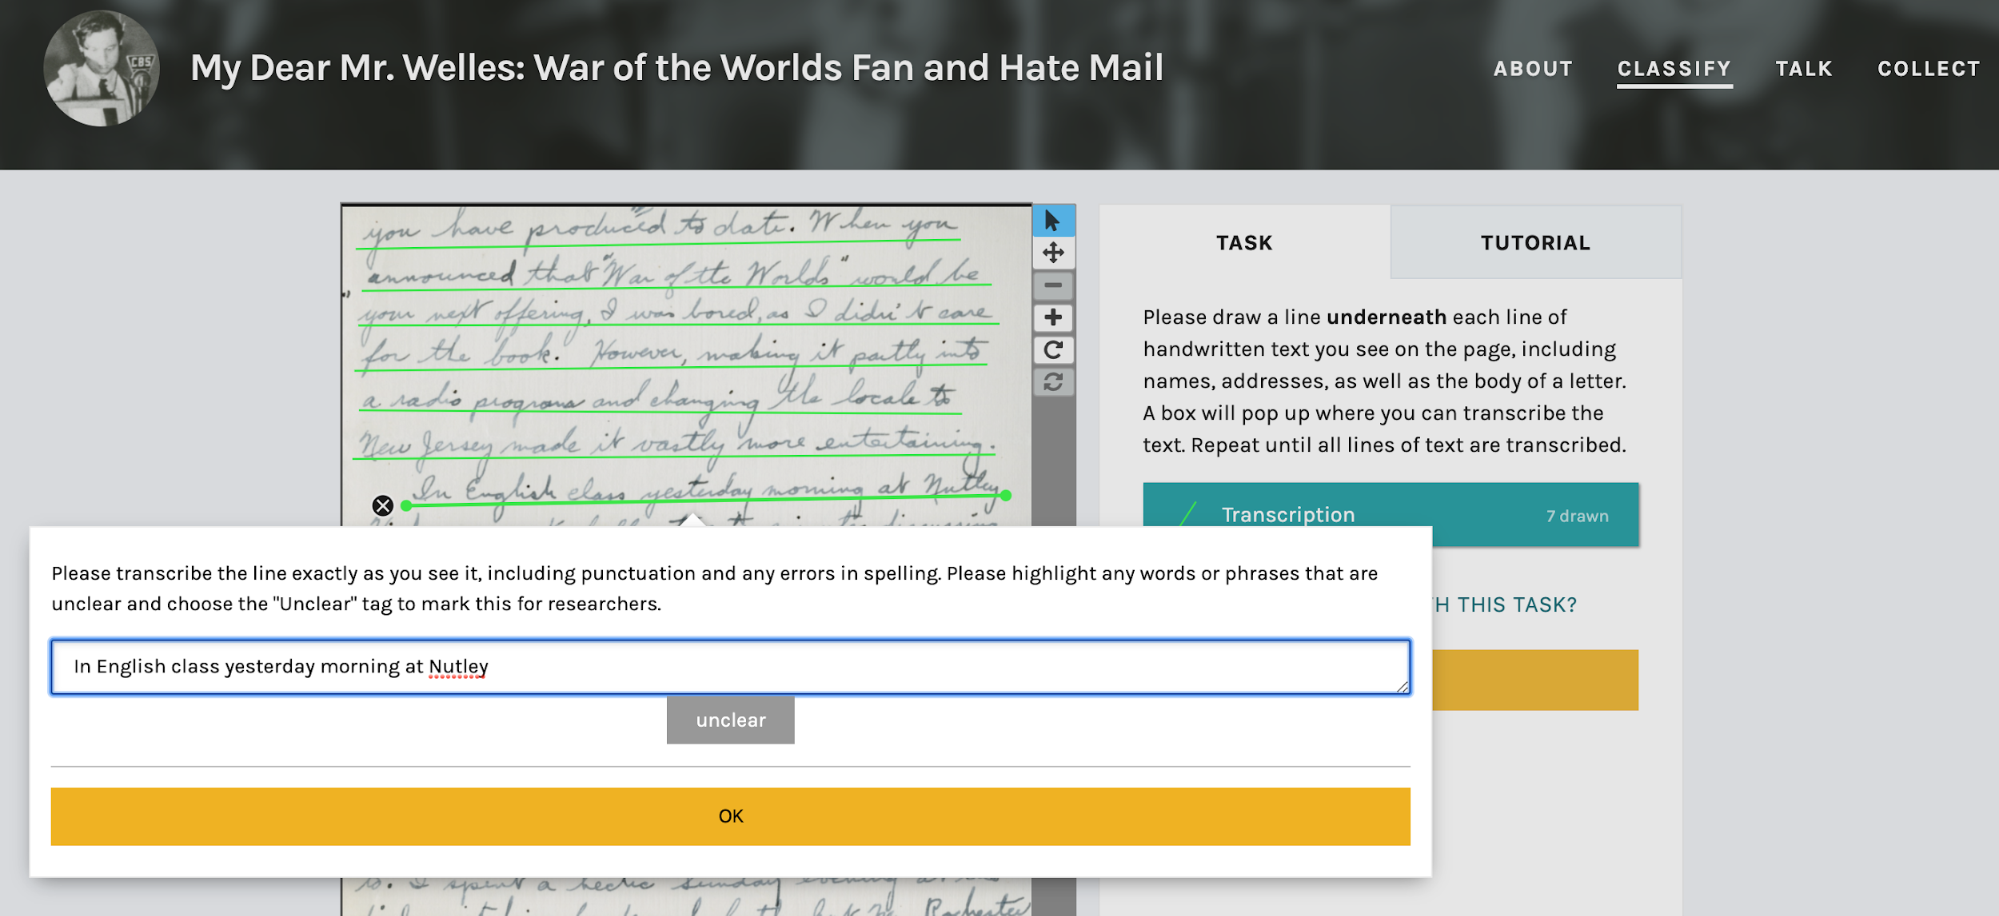 CBS
My Dear Mr. Welles: War of the Worlds Fan and Hate Mail
ABOUT
CLASSIFY
TALK
COLLECT
you have produced to date. When you
announced that "War of the Worlds" would be
your next offering, I was bored, as I didn't care
for the book. However, making it partly into
a radio program and changing the locale to
New Jersey made it vastly more entertaining.
In English class yesterday morning at Nutley
the discussion
TASK
TUTORIAL
Please draw a line underneath each line of
handwritten text you see on the page, including
names, addresses, as well as the body of a letter.
A box will pop up where you can transcribe the
text. Repeat until all lines of text are transcribed.
Transcription
7 drawn
H THIS TASK?
Please transcribe the line exactly as you see it, including punctuation and any errors in spelling. Please highlight any words or phrases that are
unclear and choose the "Unclear" tag to mark this for researchers.
In English class yesterday morning at Nutley
unclear
OK
I spent a hectic Sunday evening at
Rochester